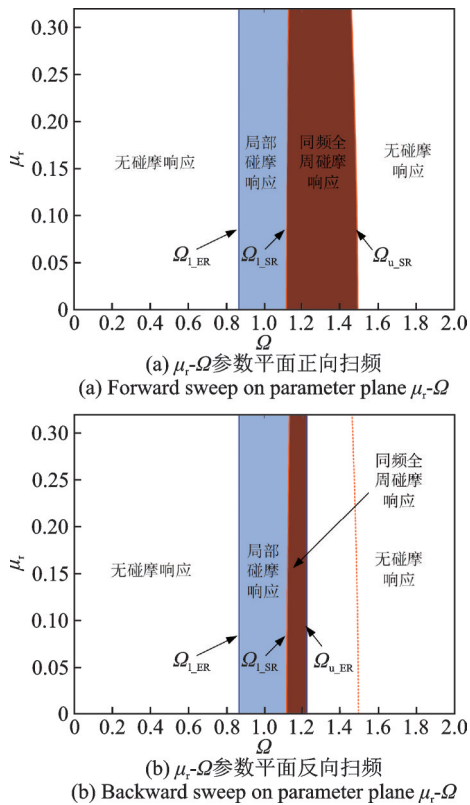 0.30
0.25
0.20
0.15
0.10
0.05
0
μr
无碰摩响应
局部
碰摩
响应
同频全
周碰摩
响应
无碰摩
响应
Ωl_ER
Ωl_SR
Ωu_SR
0 0.2 0.4 0.6 0.8 1.0 1.2 1.4 1.6 1.8 2.0
Ω
(a) μr-Ω参数平面正向扫频
(a) Forward sweep on parameter plane μr-Ω
0.30
0.25
0.20
0.15
0.10
0.05
0
μr
同频全
周碰摩
响应
无碰摩响应
局部
碰摩
响应
无碰摩
响应
Ωl_ER
Ωl_SR
Ωu_ER
0 0.2 0.4 0.6 0.8 1.0 1.2 1.4 1.6 1.8 2.0
Ω
(b) μr-Ω参数平面反向扫频
(b) Backward sweep on parameter plane μr-Ω